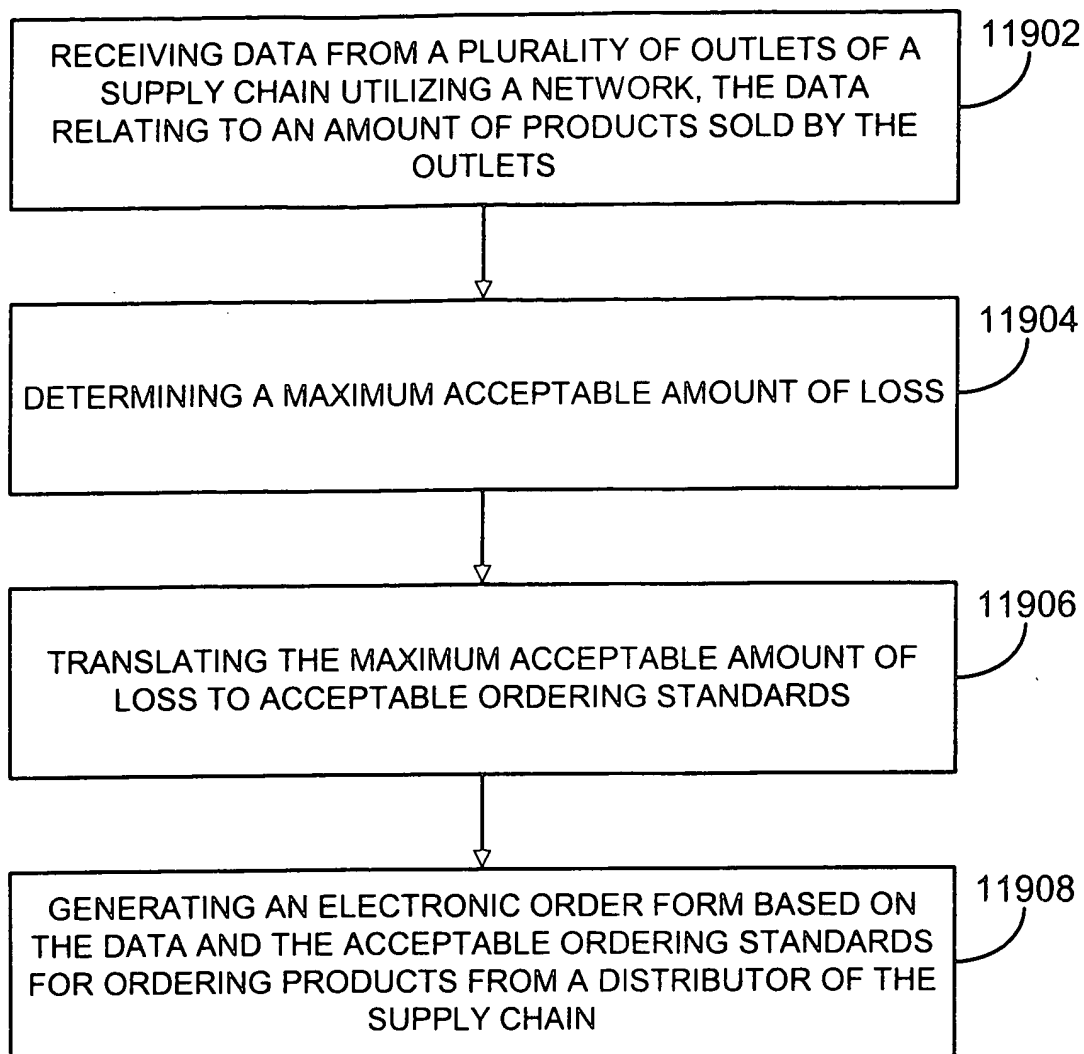 RECEIVING DATA FROM A PLURALITY OF OUTLETS OF A
SUPPLY CHAIN UTILIZING A NETWORK, THE DATA
RELATING TO AN AMOUNT OF PRODUCTS SOLD BY THE
OUTLETS
11902
DETERMINING A MAXIMUM ACCEPTABLE AMOUNT OF LOSS
11904
TRANSLATING THE MAXIMUM ACCEPTABLE AMOUNT OF
LOSS TO ACCEPTABLE ORDERING STANDARDS
11906
GENERATING AN ELECTRONIC ORDER FORM BASED ON
THE DATA AND THE ACCEPTABLE ORDERING STANDARDS
FOR ORDERING PRODUCTS FROM A DISTRIBUTOR OF THE
SUPPLY CHAIN
11908